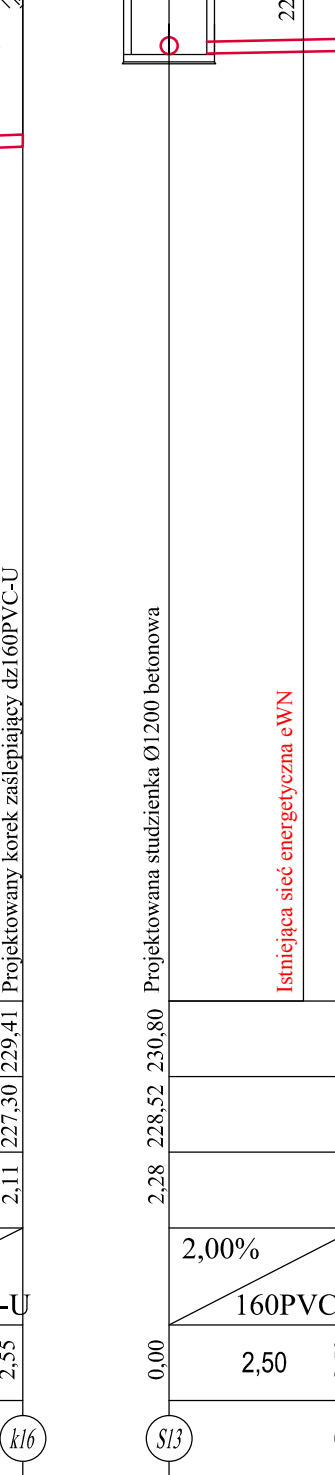 22
Projektowany korek zaślepiający dz160PVC-U
Projektowana studzienka Ø1200 betonowa
Istniejąca sieć energetyczna eWN
229,41
230,80
227,30
228,52
2,11
2,28
2,00%
-U
160PVC
2,55
0,00
2,50
k16
S13